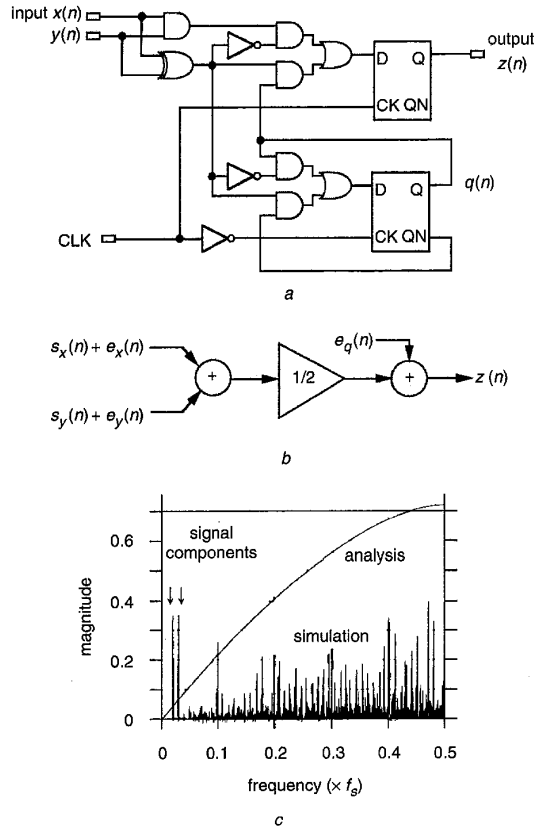 input x(n)
y(n)
output
z(n)
D Q
CK QN
D Q
CK QN
q(n)
CLK
a
s_x(n) + e_x(n)
s_y(n) + e_y(n)
+
1/2
e_q(n)
+
z (n)
b
signal
components
analysis
simulation
magnitude
0.6
0.4
0.2
0
0 0.1 0.2 0.3 0.4 0.5
frequency (× f_s)
c